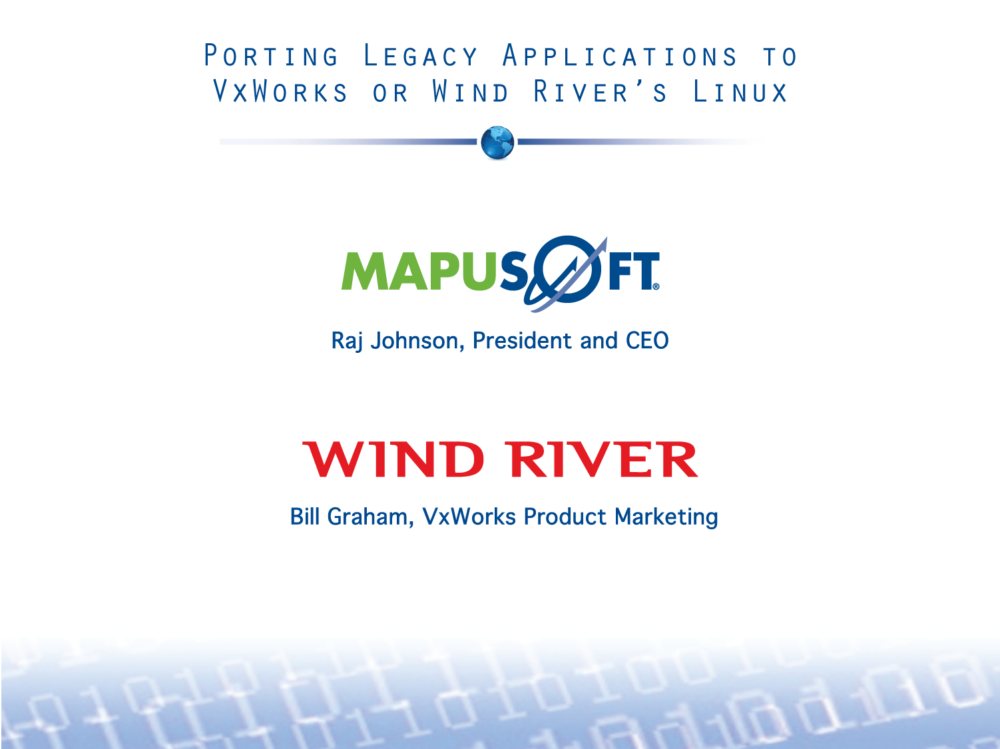 Porting Legacy Applications to
VxWorks or Wind River’s Linux
MAPUSOFT®
Raj Johnson, President and CEO
WIND RIVER
Bill Graham, VxWorks Product Marketing